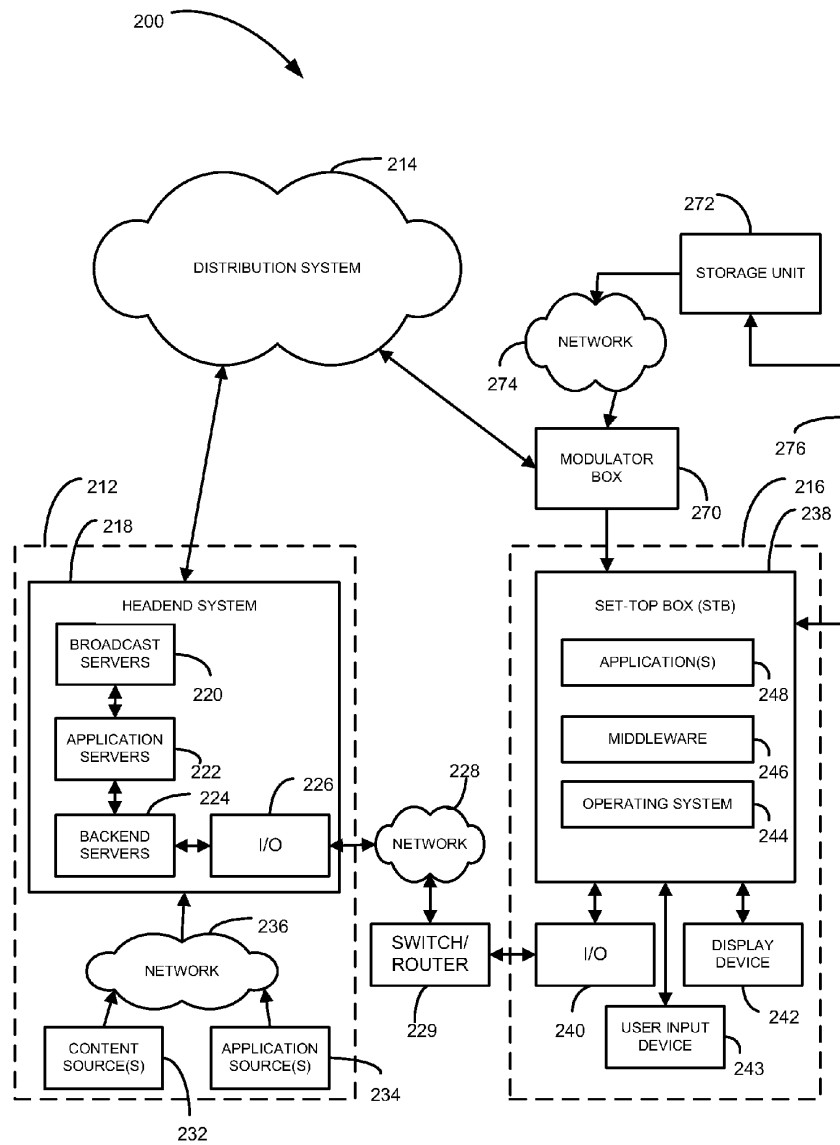 200
214
DISTRIBUTION SYSTEM
272
STORAGE UNIT
NETWORK
274
276
MODULATOR
BOX
270
212
218
216
238
HEADEND SYSTEM
BROADCAST
SERVERS
220
APPLICATION
SERVERS
222
224
226
BACKEND
SERVERS
I/O
228
NETWORK
SET-TOP BOX (STB)
APPLICATION(S)
248
MIDDLEWARE
246
OPERATING SYSTEM
244
236
NETWORK
SWITCH/
ROUTER
229
I/O
240
DISPLAY
DEVICE
242
USER INPUT
DEVICE
243
CONTENT
SOURCE(S)
232
APPLICATION
SOURCE(S)
234